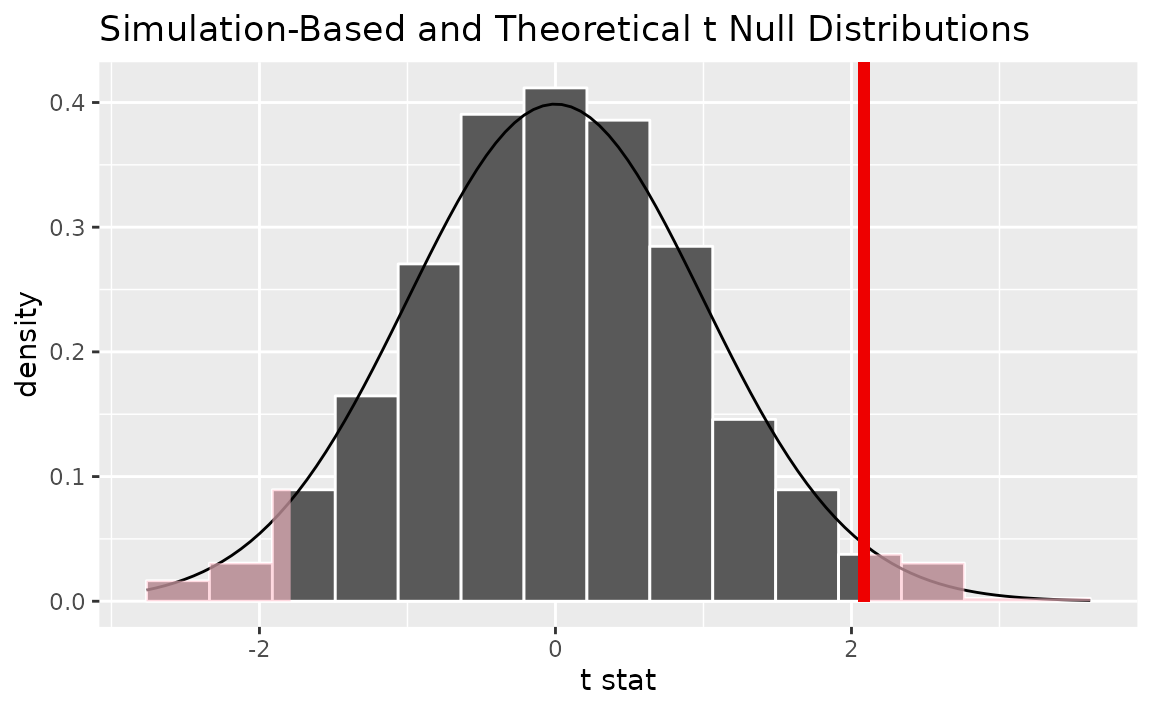 Simulation-Based and Theoretical t Null Distributions
0.4
0.3
0.2
0.1
0.0
density
-2
0
2
t stat